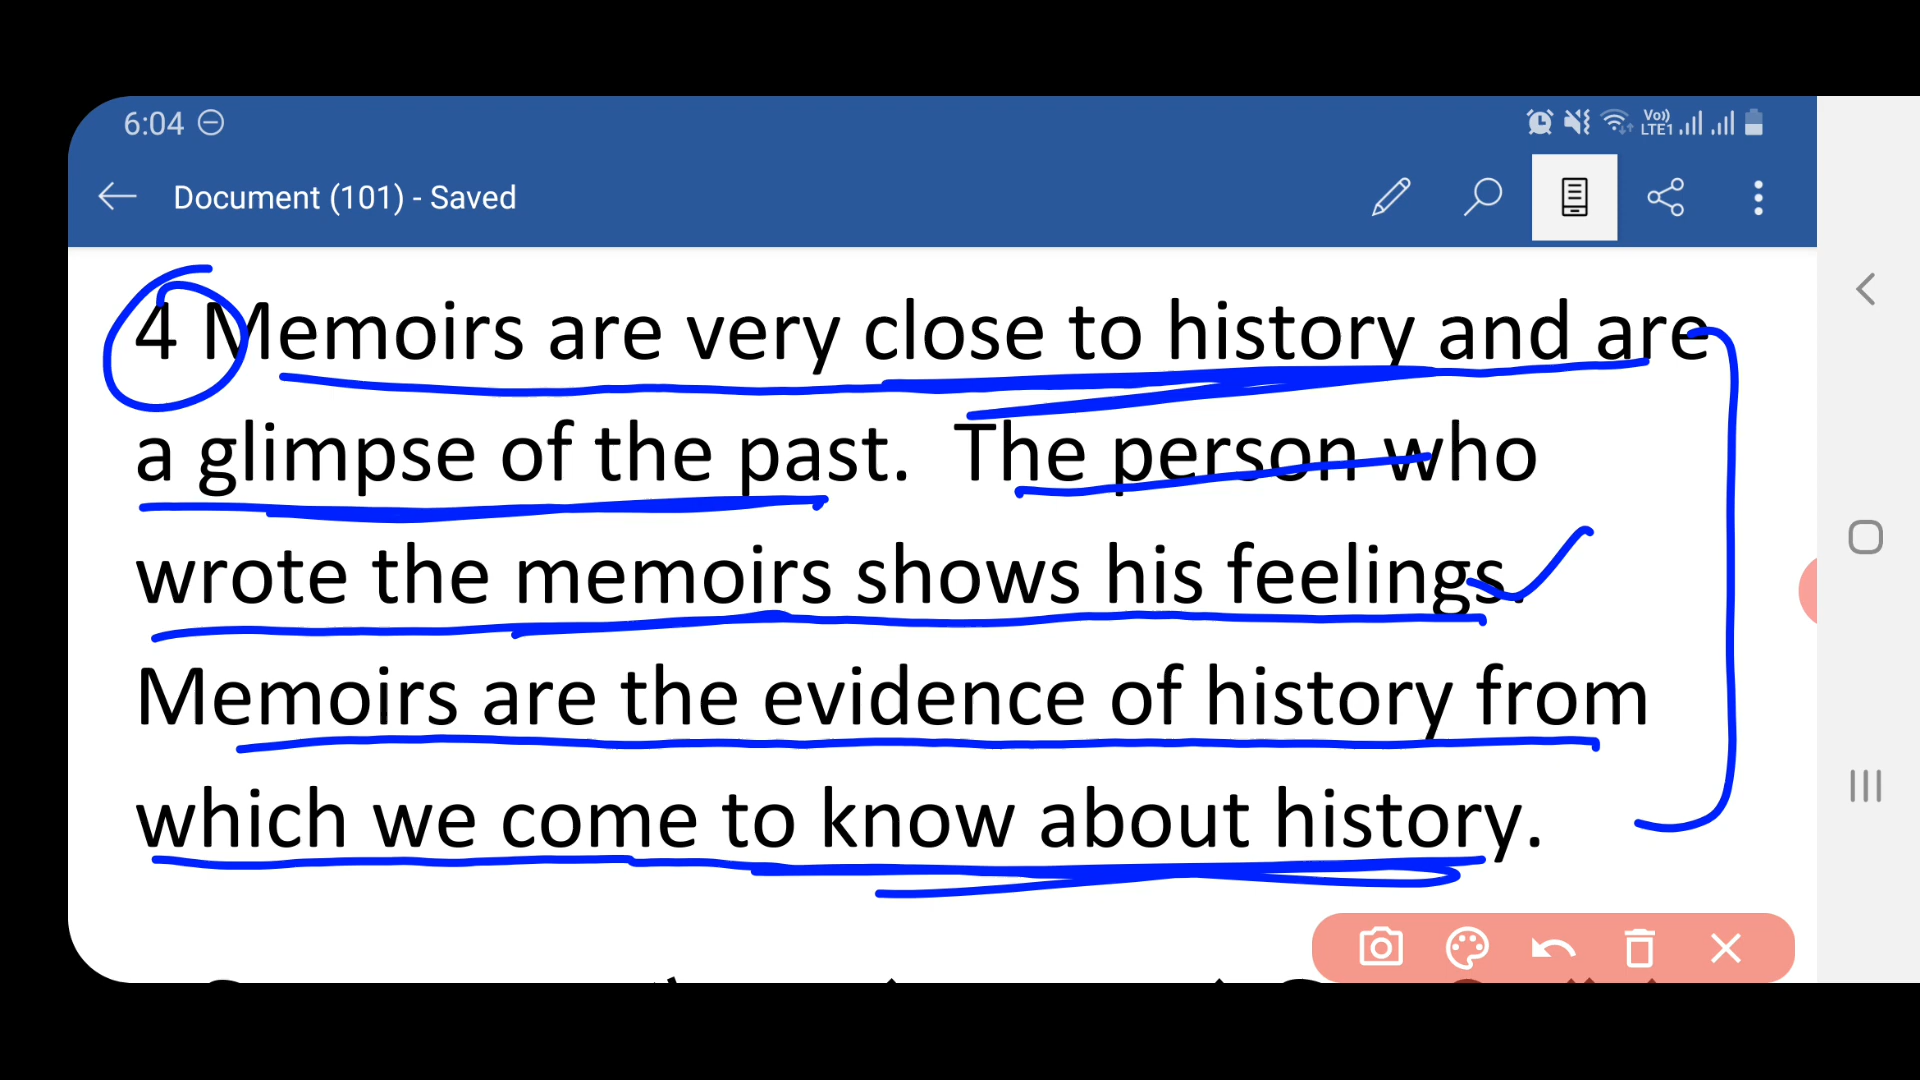 6:04
Vo)) LTE1
Document (101) - Saved
4 Memoirs are very close to history and are
a glimpse of the past. The person who
wrote the memoirs shows his feelings.
Memoirs are the evidence of history from
which we come to know about history.